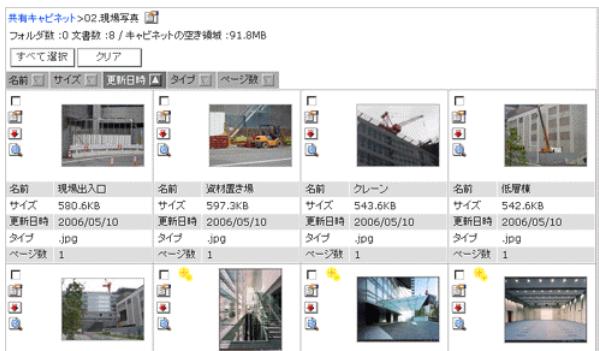 共有キャビネット>02.現場写真
フォルダ数 :0 文書数 :8 / キャビネットの空き領域 :91.8MB
すべて選択 クリア
名前 サイズ 更新日時 タイプ ページ数
名前 現場出入口 名前 資材置き場 名前 クレーン 名前 低層棟
サイズ 580.6KB サイズ 597.3KB サイズ 543.6KB サイズ 542.6KB
更新日時 2006/05/10 更新日時 2006/05/10 更新日時 2006/05/10 更新日時 2006/05/10
タイプ .jpg タイプ .jpg タイプ .jpg タイプ .jpg
ページ数 1 ページ数 1 ページ数 1 ページ数 1